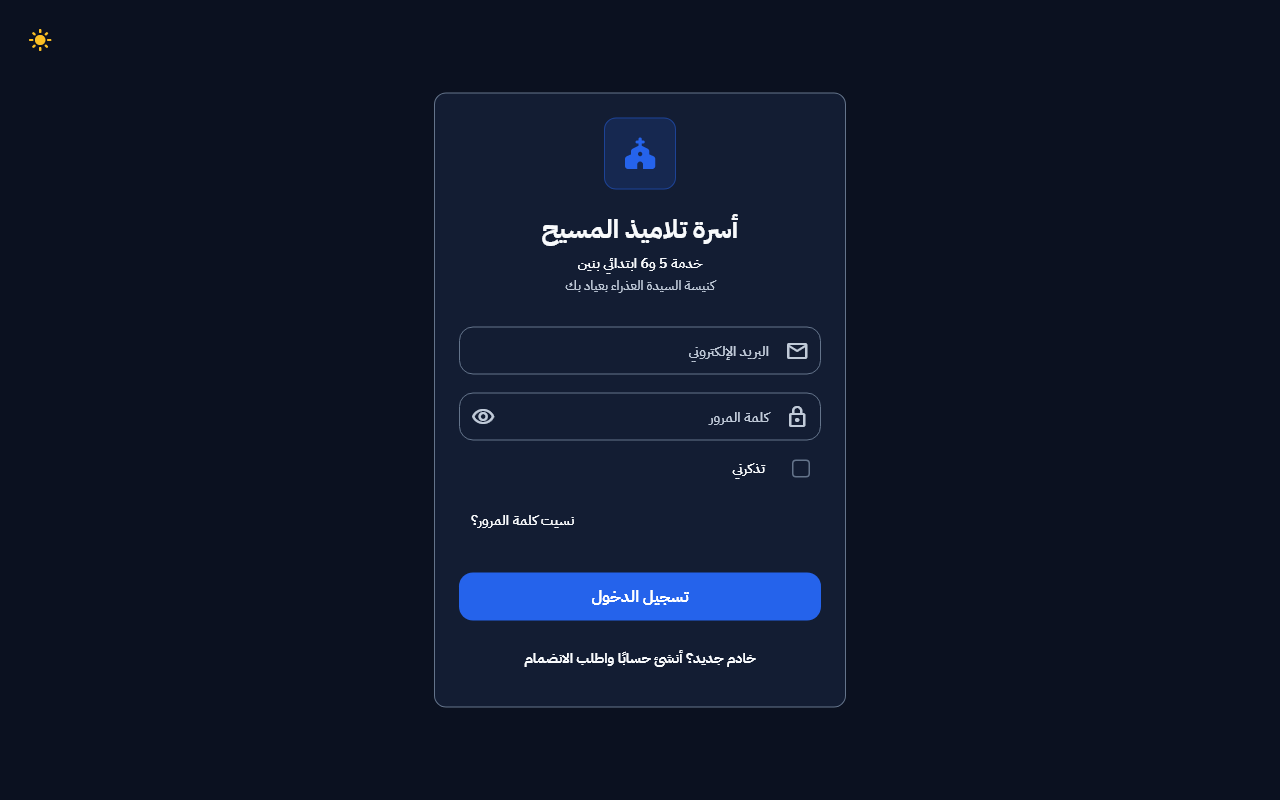 أسرة تلاميذ المسيح
خدمة 5 و6 ابتدائي بنين
كنيسة السيدة العذراء بعياد بك
البريد الإلكتروني
كلمة المرور
تذكرني
نسيت كلمة المرور؟
تسجيل الدخول
خادم جديد؟ أنشئ حسابًا واطلب الانضمام